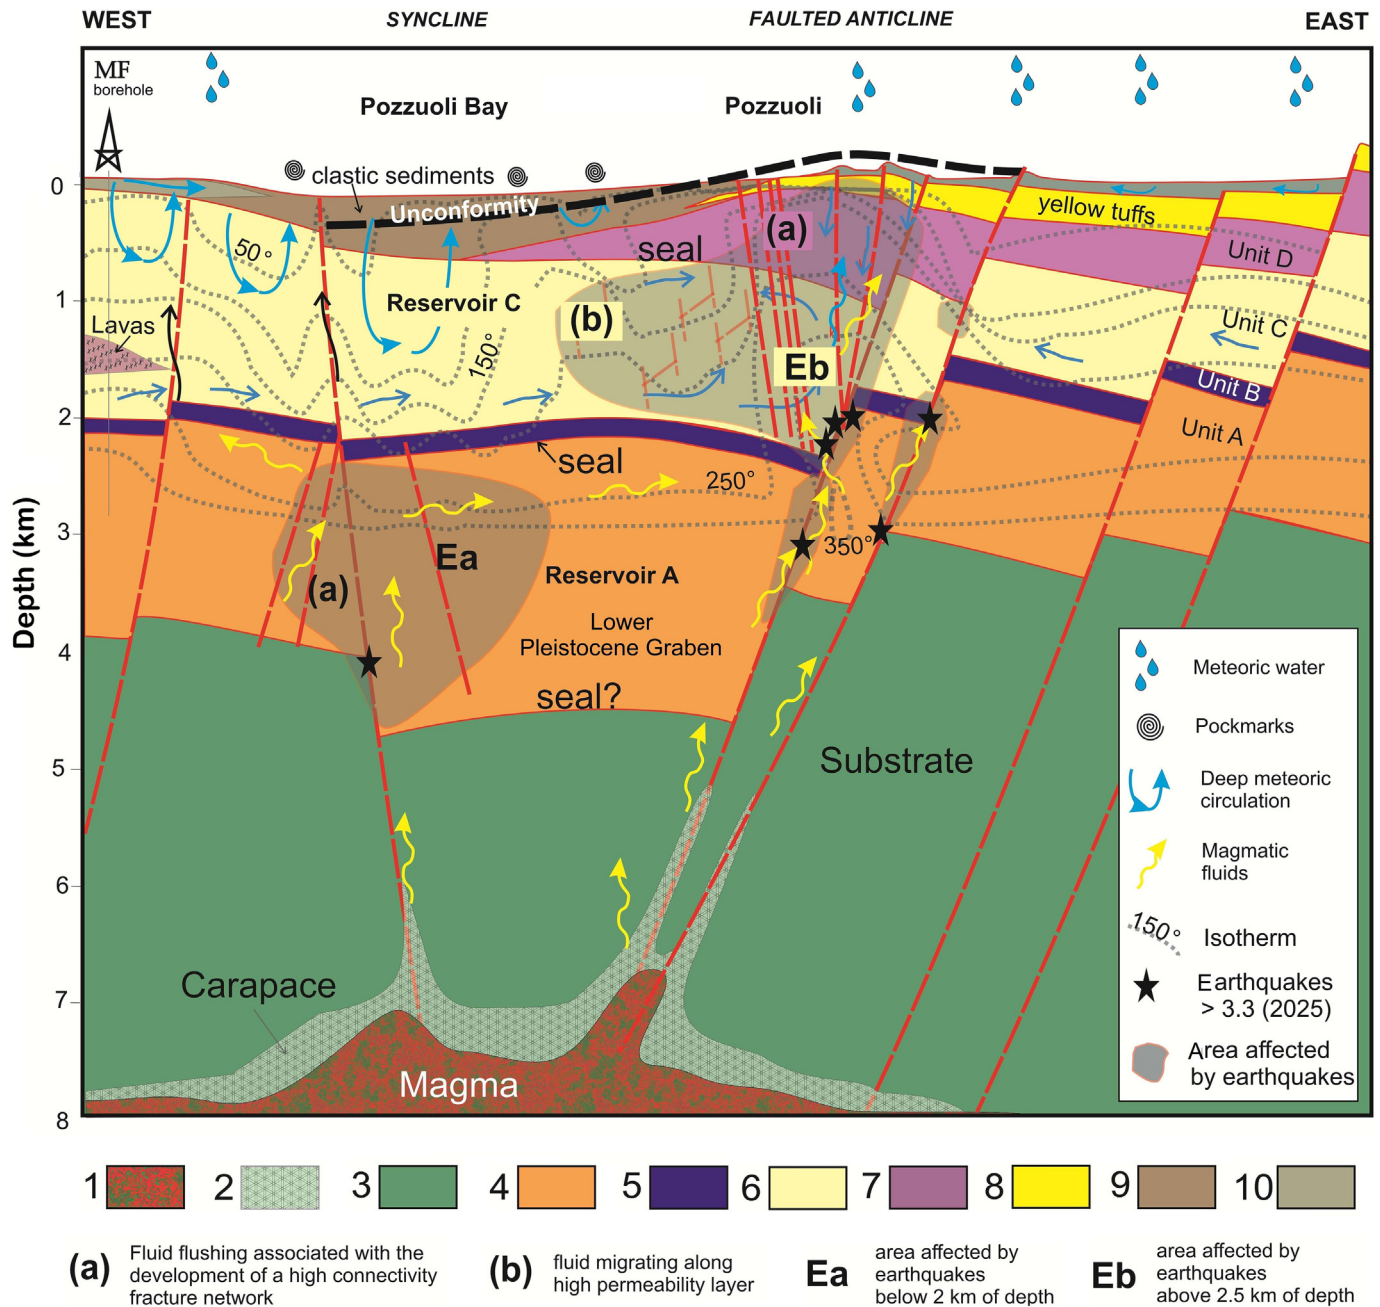 WEST
SYNCLINE
FAULTED ANTICLINE
EAST
MF
borehole
Pozzuoli Bay
Pozzuoli
0
clastic sediments
Unconformity
yellow tuffs
(a)
seal
50°
Unit D
1
Reservoir C
(b)
Unit C
Lavas
150°
Eb
Unit B
2
Unit A
seal
250°
Depth (km)
3
350°
Ea
(a)
Reservoir A
Lower
Pleistocene Graben
4
seal?
5
Substrate
6
Carapace
7
Magma
8
Meteoric water
Pockmarks
Deep meteoric
circulation
Magmatic
fluids
150°
Isotherm
Earthquakes
> 3.3 (2025)
Area affected
by earthquakes
1
2
3
4
5
6
7
8
9
10
(a)
Fluid flushing associated with the
development of a high connectivity
fracture network
(b)
fluid migrating along
high permeability layer
Ea
area affected by
earthquakes
below 2 km of depth
Eb
area affected by
earthquakes
above 2.5 km of depth